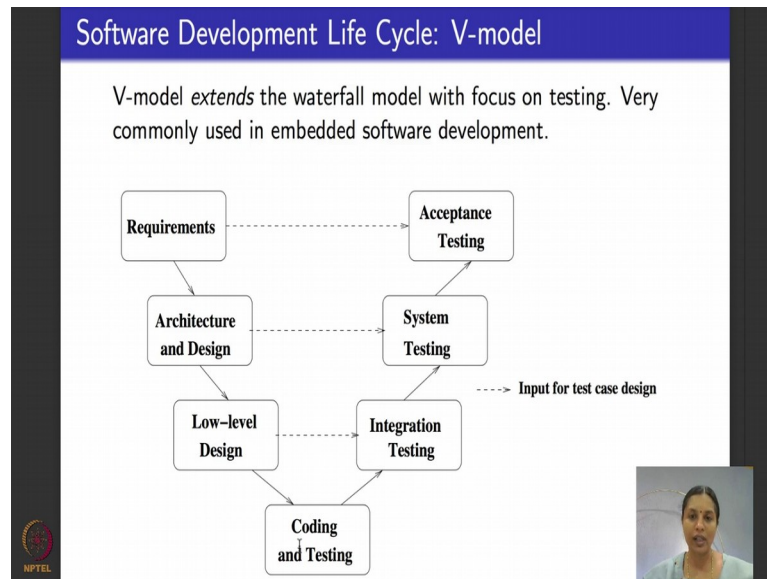 Software Development Life Cycle: V-model
V-model extends the waterfall model with focus on testing. Very
commonly used in embedded software development.
Requirements
Acceptance
Testing
Architecture
and Design
System
Testing
Input for test case design
Low-level
Design
Integration
Testing
Coding
and Testing
NPTEL